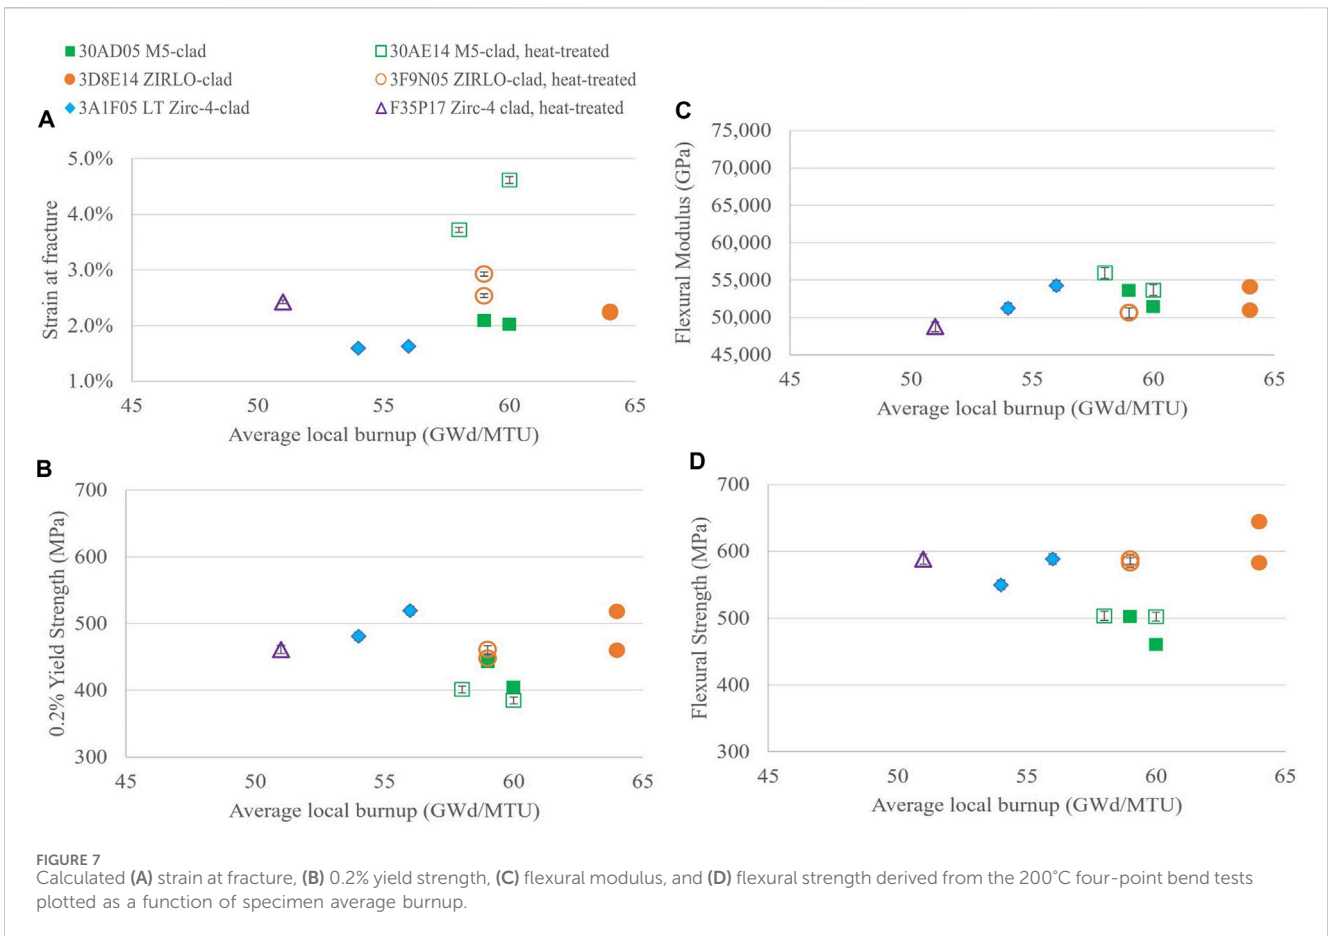 30AD05 M5-clad
30AE14 M5-clad, heat-treated
3D8E14 ZIRLO-clad
3F9N05 ZIRLO-clad, heat-treated
3A1F05 LT Zirc-4-clad
F35P17 Zirc-4 clad, heat-treated
A
Strain at fracture
5.0%
4.0%
3.0%
2.0%
1.0%
45 50 55 60 65
Average local burnup (GWd/MTU)
B
0.2% Yield Strength (MPa)
700
600
500
400
300
45 50 55 60 65
Average local burnup (GWd/MTU)
C
Flexural Modulus (GPa)
75,000
70,000
65,000
60,000
55,000
50,000
45,000
45 50 55 60 65
Average local burnup (GWd/MTU)
D
Flexural Strength (MPa)
700
600
500
400
300
45 50 55 60 65
Average local burnup (GWd/MTU)
FIGURE 7
Calculated (A) strain at fracture, (B) 0.2% yield strength, (C) flexural modulus, and (D) flexural strength derived from the 200°C four-point bend tests
plotted as a function of specimen average burnup.